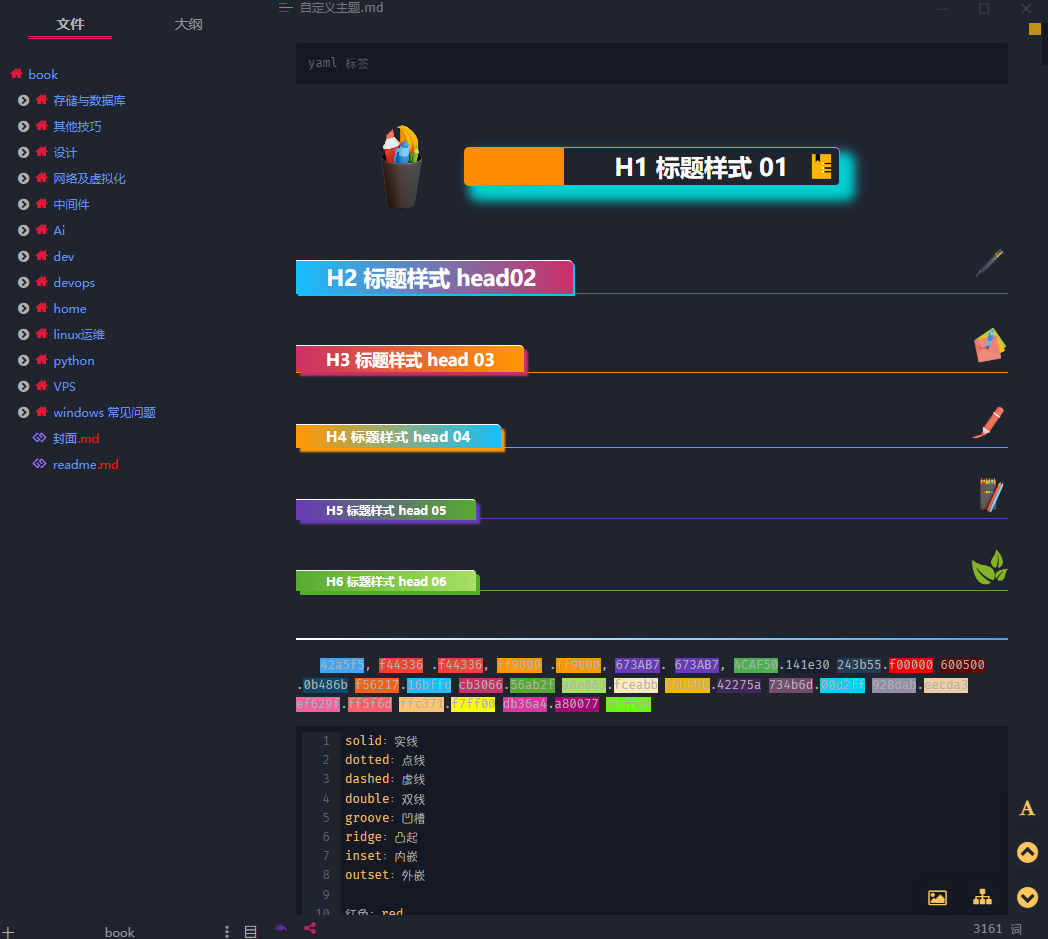 文件 大纲
自定义主题.md
book
存储与数据库
其他技巧
设计
网络及虚拟化
中间件
Ai
dev
devops
home
linux运维
python
VPS
windows 常见问题
封面.md
readme.md
yaml 标签
H1 标题样式 01
H2 标题样式 head02
H3 标题样式 head 03
H4 标题样式 head 04
H5 标题样式 head 05
H6 标题样式 head 06
42a5f5, f44336 .f44336, ff9800 .ff9800, 673AB7. 673AB7, 4CAF50.141e30 243b55.f00000 600500
.0b486b f56217.16bffd cb3066.56ab2f a8e063.fceabb f8b500.42275a 734b6d.00d2ff 928dab.eecda3
ef629f.ff5f6d ffc371.f7ff00 db36a4.a80077
1 solid: 实线
2 dotted: 点线
3 dashed: 虚线
4 double: 双线
5 groove: 凹槽
6 ridge: 凸起
7 inset: 内嵌
8 outset: 外嵌
9
10 红色: red
A
book
3161 词